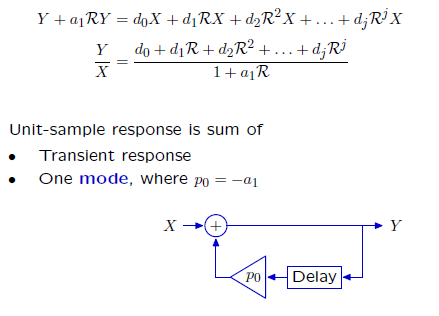 Y + a₁ℛY = d₀X + d₁ℛX + d₂ℛ²X + ... + dⱼℛʲX
Y/X = (d₀ + d₁ℛ + d₂ℛ² + ... + dⱼℛʲ)/(1 + a₁ℛ)
Unit-sample response is sum of
• Transient response
• One mode, where p₀ = −a₁
X + Y
p₀ Delay